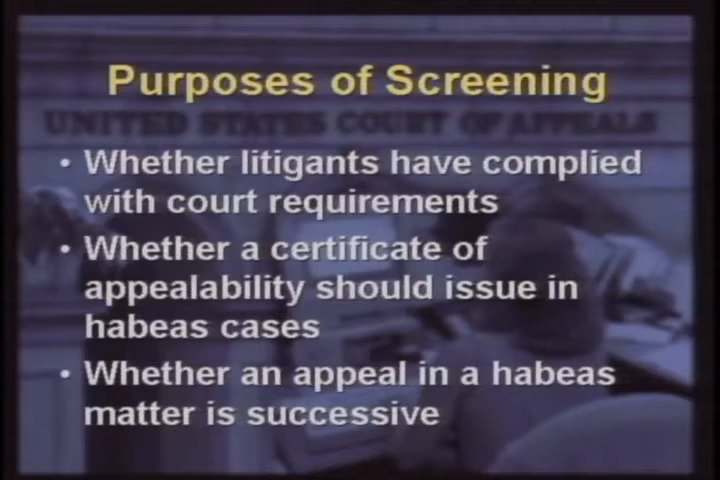 Purposes of Screening
UNITED STATES COURT OF APPEALS
• Whether litigants have complied
with court requirements
• Whether a certificate of
appealability should issue in
habeas cases
• Whether an appeal in a habeas
matter is successive